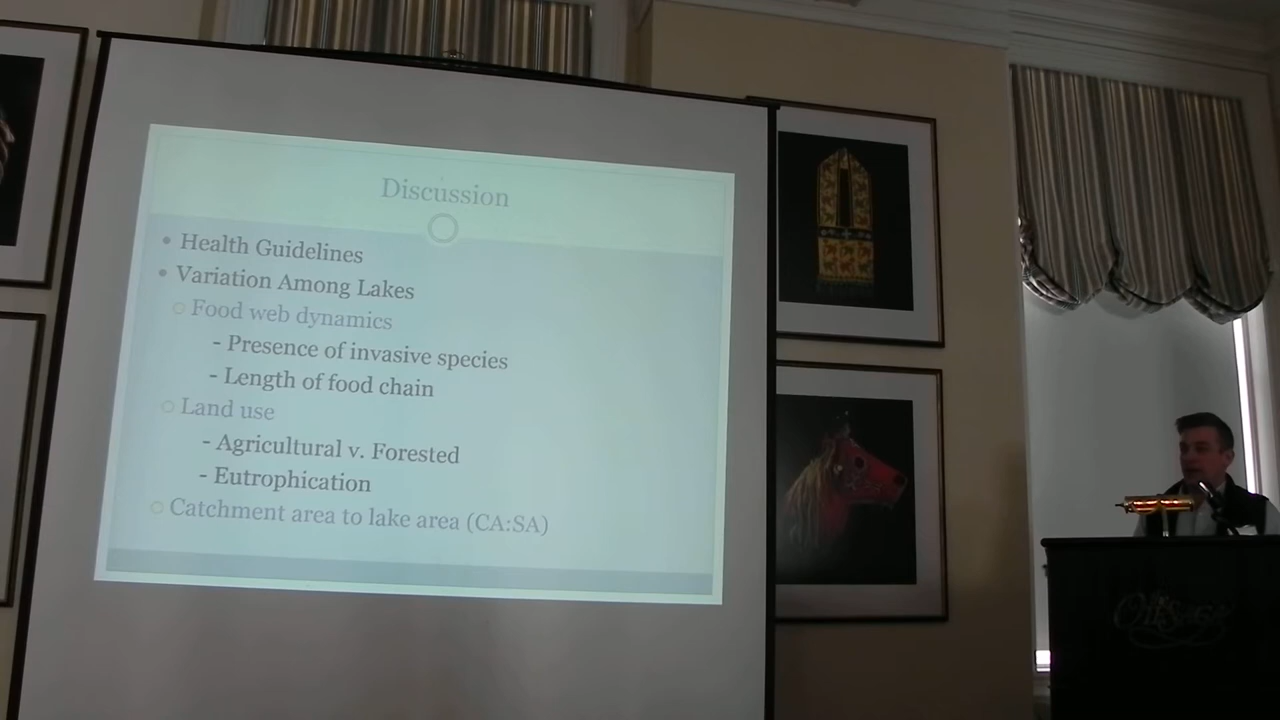 Discussion
• Health Guidelines
• Variation Among Lakes
○ Food web dynamics
- Presence of invasive species
- Length of food chain
○ Land use
- Agricultural v. Forested
- Eutrophication
○ Catchment area to lake area (CA:SA)